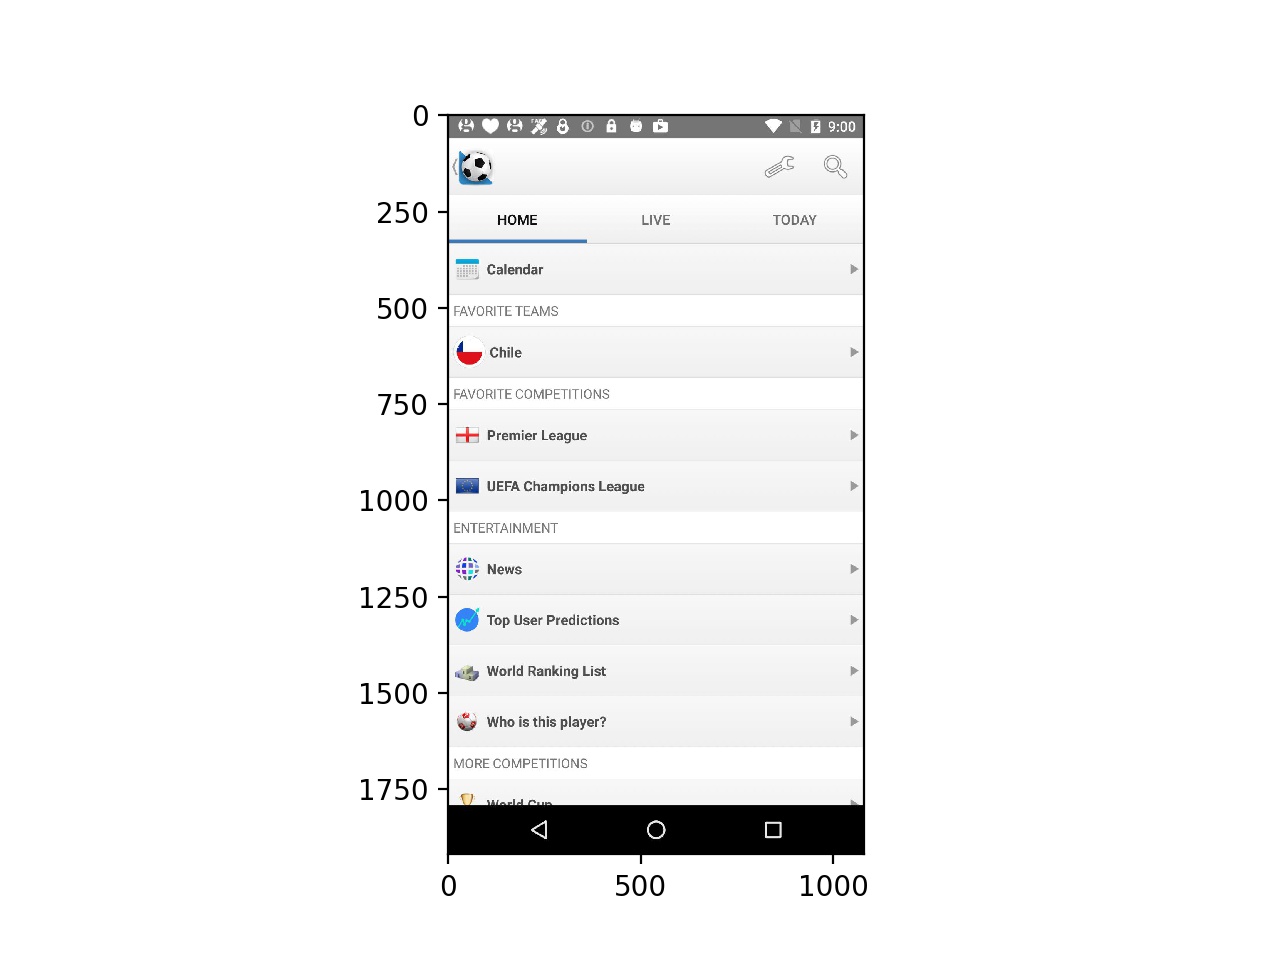 0
250
500
750
1000
1250
1500
1750
9:00
HOME LIVE TODAY
Calendar
FAVORITE TEAMS
Chile
FAVORITE COMPETITIONS
Premier League
UEFA Champions League
ENTERTAINMENT
News
Top User Predictions
World Ranking List
Who is this player?
MORE COMPETITIONS
World Cup
0 500 1000